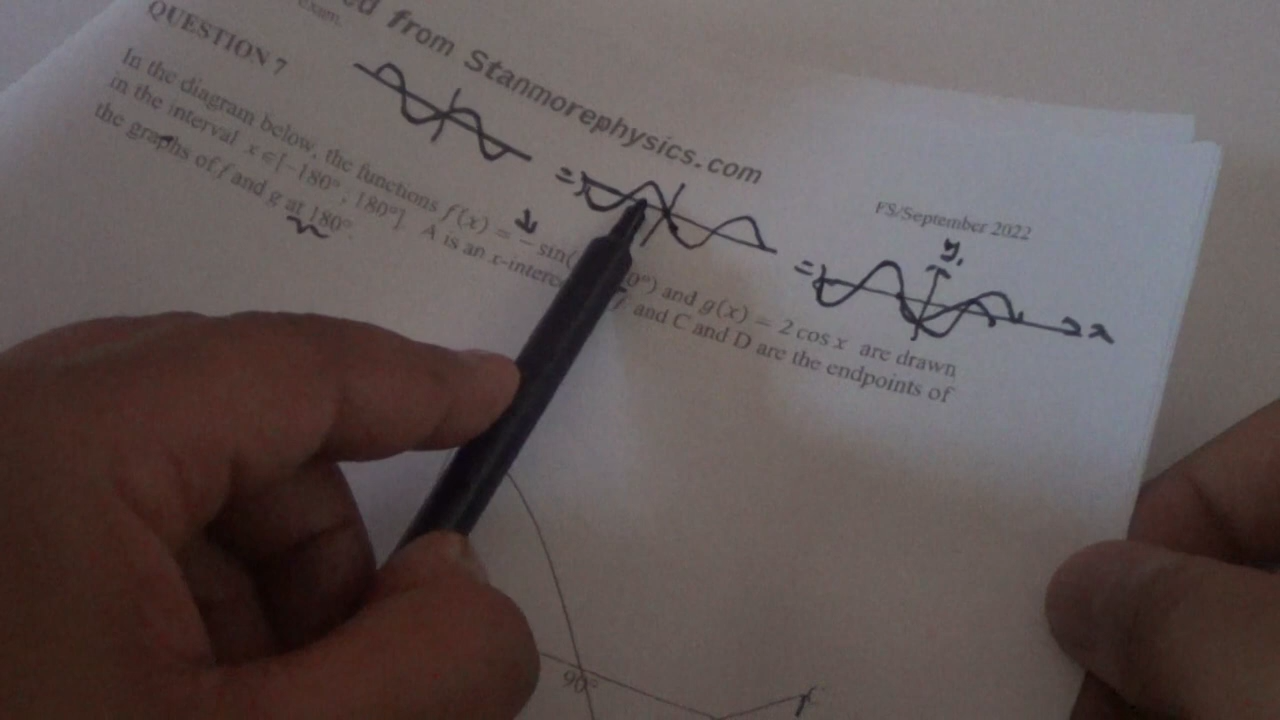 ed from Stanmorephysics.com
exam.
FS/September 2022
QUESTION 7
In the diagram below, the functions f(x) = − sin( 0°) and g(x) = 2 cos x are drawn
in the interval x ∈ [−180° ; 180°]. A is an x-interc f and C and D are the endpoints of
the graphs of f and g at 180°.
= = y
x
90°